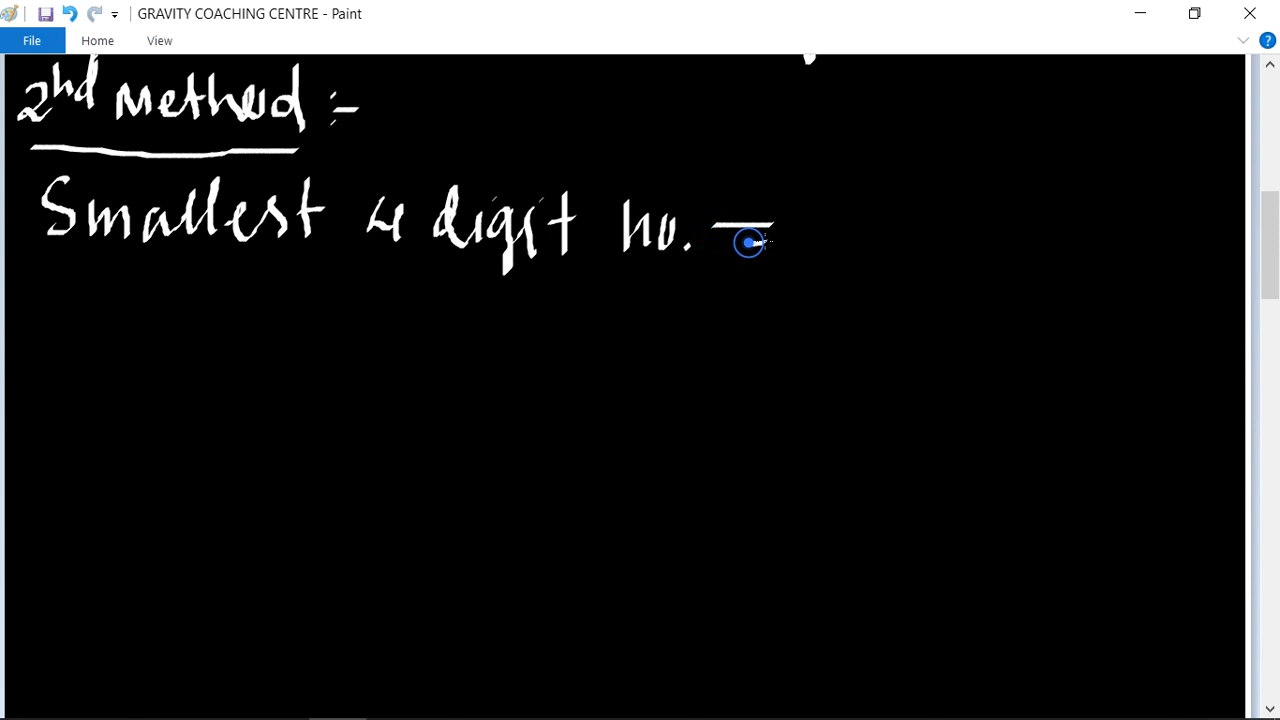 GRAVITY COACHING CENTRE - Paint
File Home View
2nd Method :-
Smallest 4 digit no. =